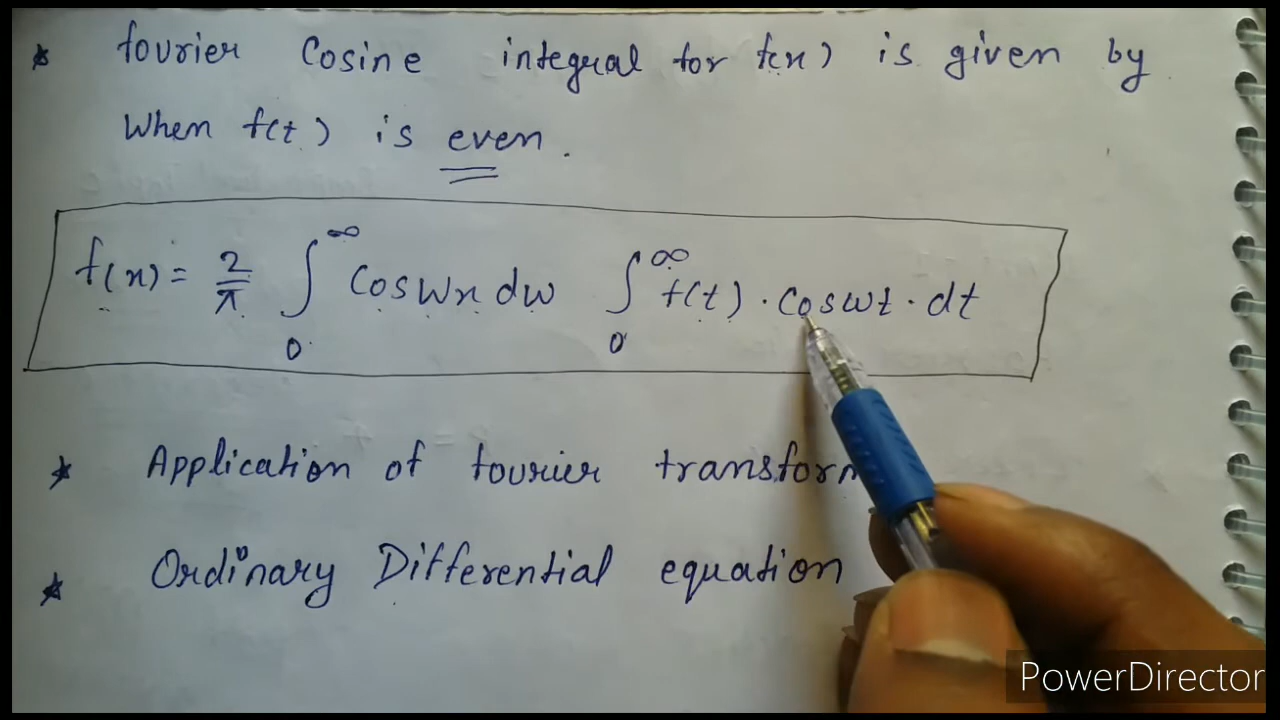 * fourier Cosine integral for f(x) is given by
When f(t) is even.
f(x) = 2/π ∫₀^∞ Cos wx dw ∫₀^∞ f(t) · Cos wt · dt
* Application of fourier transform
* Ordinary Differential equation
PowerDirector